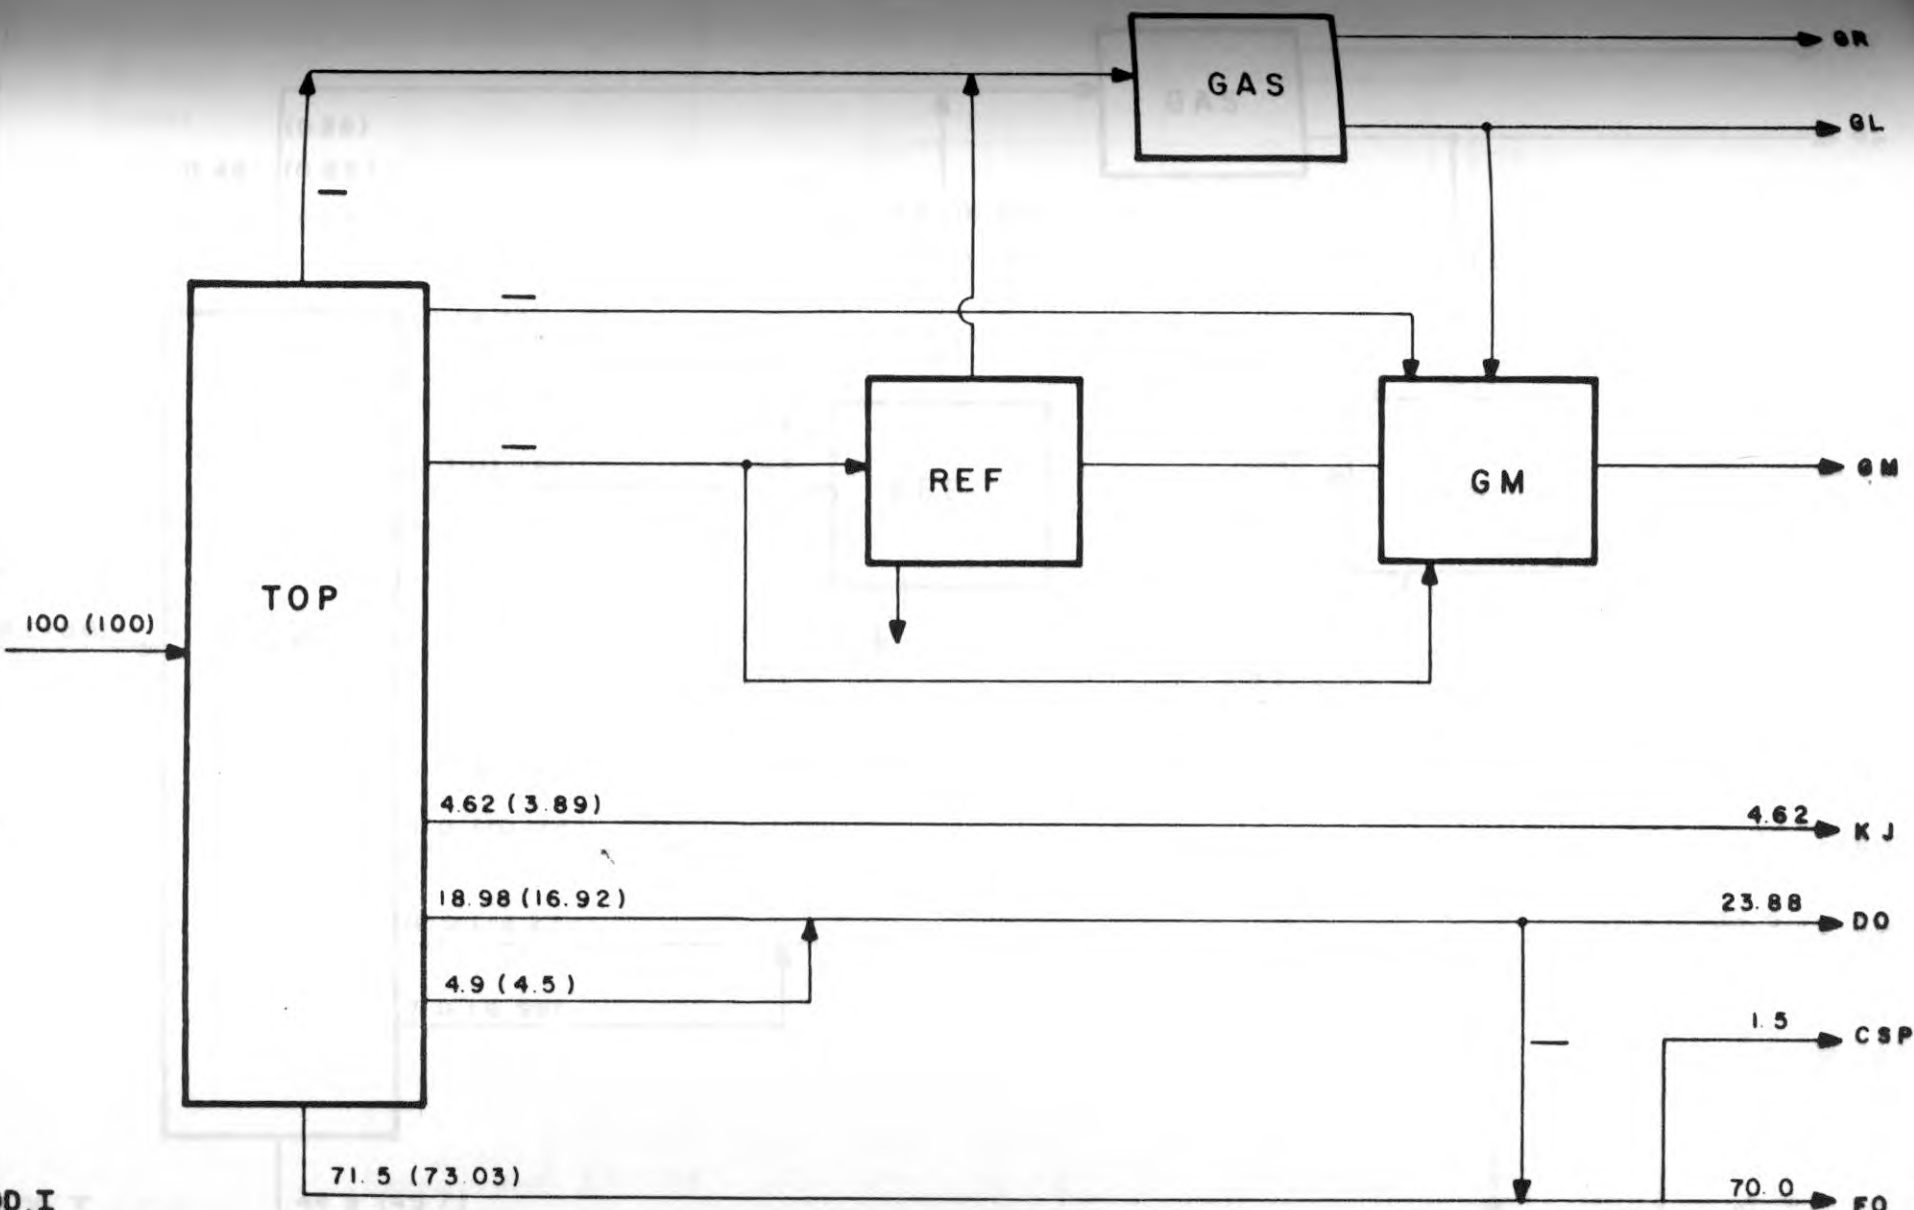 GR
GAS
GL
—
—
—
REF
GM
GM
TOP
100 (100)
4.62 (3.89)
4.62
KJ
18.98 (16.92)
23.88
DO
4.9 (4.5)
1.5
CSP
—
71.5 (73.03)
70.0
FO